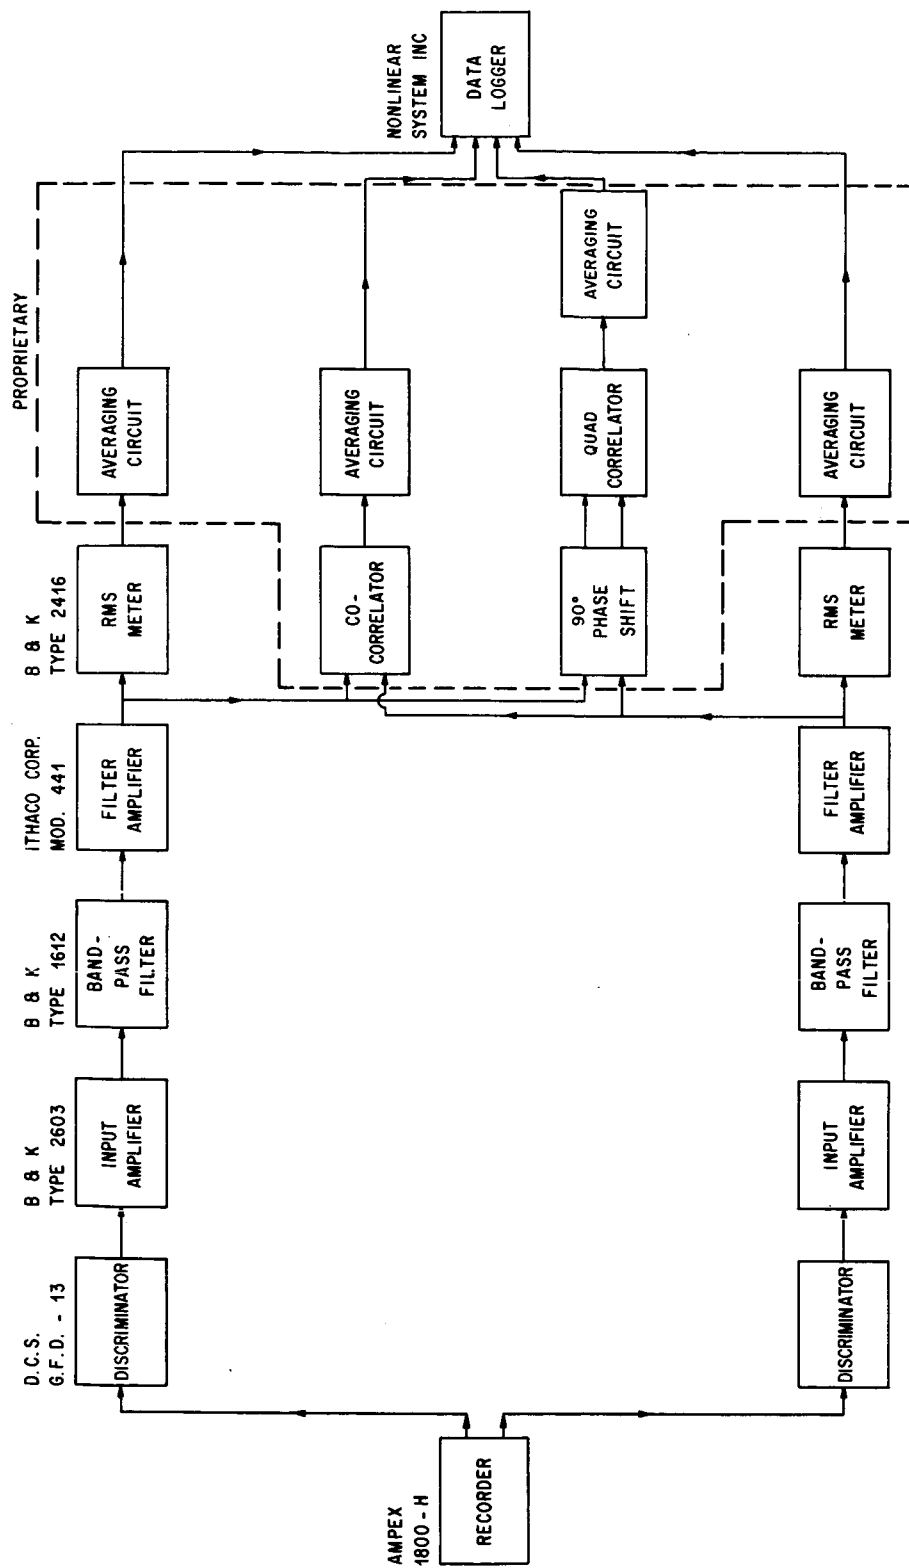 AMPEX
1800 - H
RECORDER
D.C.S.
G.F.D. - 13
DISCRIMINATOR
B & K
TYPE 2603
INPUT
AMPLIFIER
B & K
TYPE 1612
BAND-
PASS
FILTER
ITHACO CORP.
MOD. 441
FILTER
AMPLIFIER
B & K
TYPE 2416
RMS
METER
PROPRIETARY
AVERAGING
CIRCUIT
NONLINEAR
SYSTEM INC
DATA
LOGGER
CO-
CORRELATOR
AVERAGING
CIRCUIT
90°
PHASE
SHIFT
QUAD
CORRELATOR
AVERAGING
CIRCUIT
DISCRIMINATOR
INPUT
AMPLIFIER
BAND-
PASS
FILTER
FILTER
AMPLIFIER
RMS
METER
AVERAGING
CIRCUIT